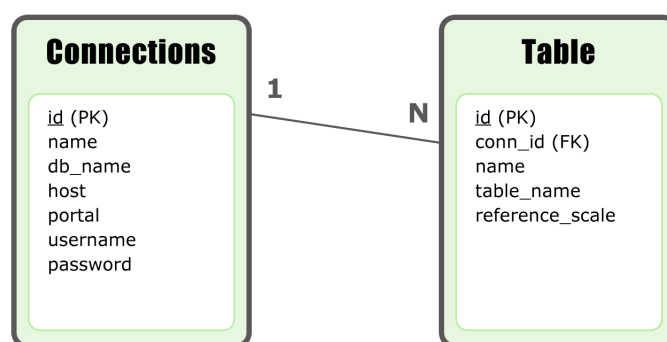 Connections
id (PK)
name
db_name
host
portal
username
password
1
N
Table
id (PK)
conn_id (FK)
name
table_name
reference_scale